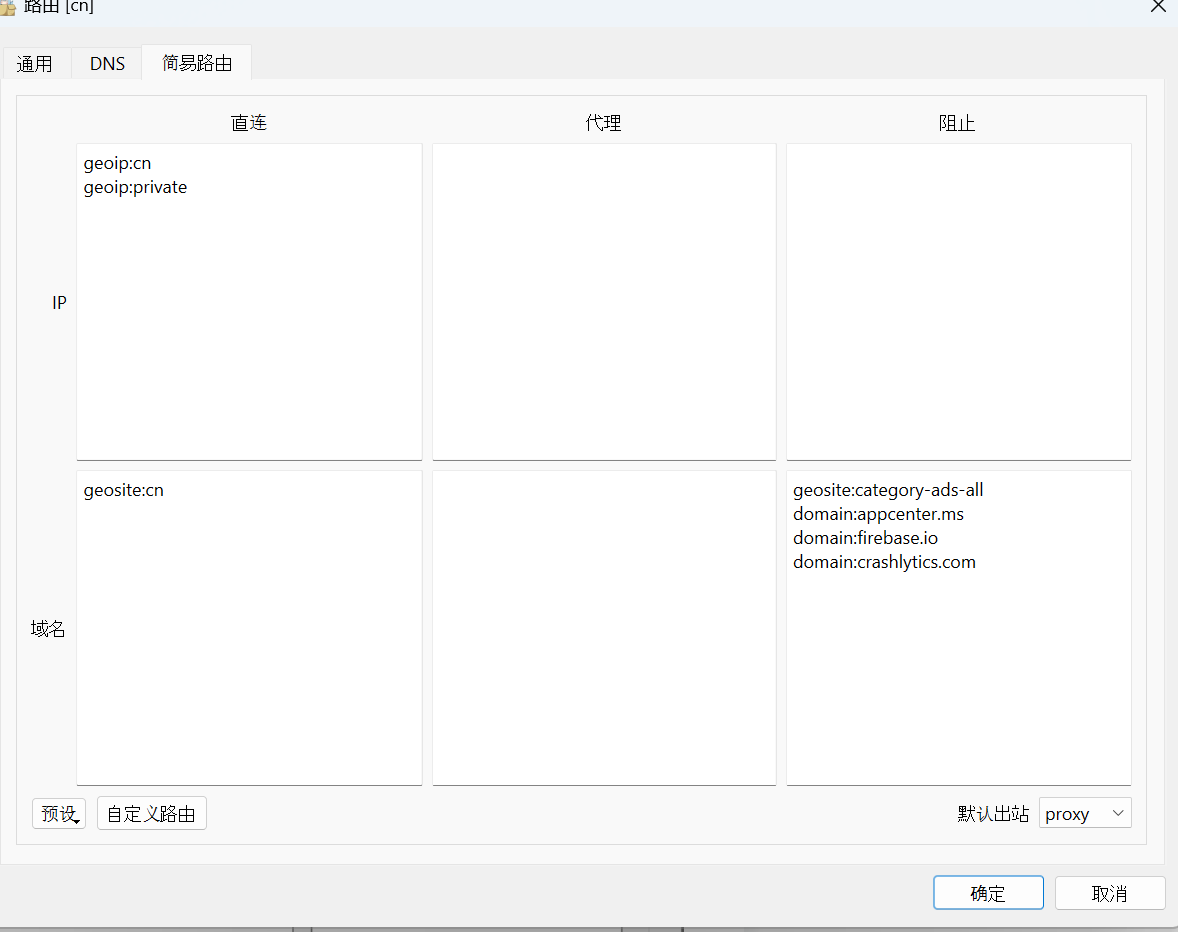 路由 [cn]
通用 DNS 简易路由
直连 代理 阻止
IP
geoip:cn
geoip:private
域名
geosite:cn
geosite:category-ads-all
domain:appcenter.ms
domain:firebase.io
domain:crashlytics.com
预设 自定义路由 默认出站 proxy
确定 取消